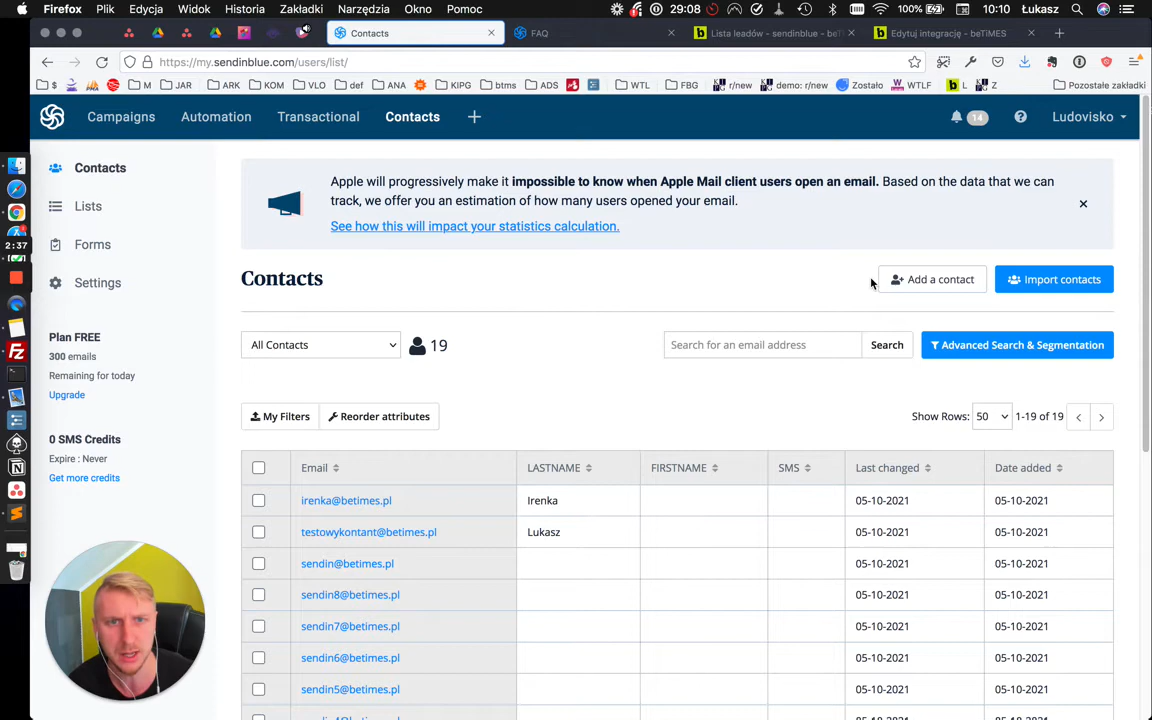 Firefox Plik Edycja Widok Historia Zakładki Narzędzia Okno Pomoc 29:08 100% 10:10 Łukasz
Contacts FAQ Lista leadów - sendinblue - beT Edytuj integrację - beTiMES
https://my.sendinblue.com/users/list/
$ M JAR ARK KOM VLO def ANA KIPG btms ADS WTL FBG r/new demo: r/new Zostało WTLF L Z Pozostałe zakładki
Campaigns Automation Transactional Contacts 14 Ludovisko
Contacts
Lists
Forms
2:37
Settings
Plan FREE
300 emails
Remaining for today
Upgrade
0 SMS Credits
Expire : Never
Get more credits
Apple will progressively make it impossible to know when Apple Mail client users open an email. Based on the data that we can
track, we offer you an estimation of how many users opened your email.
See how this will impact your statistics calculation.
Contacts
Add a contact Import contacts
All Contacts 19 Search for an email address Search Advanced Search & Segmentation
My Filters Reorder attributes Show Rows: 50 1-19 of 19
Email LASTNAME FIRSTNAME SMS Last changed Date added
irenka@betimes.pl Irenka 05-10-2021 05-10-2021
testowykontant@betimes.pl Lukasz 05-10-2021 05-10-2021
sendin@betimes.pl 05-10-2021 05-10-2021
sendin8@betimes.pl 05-10-2021 05-10-2021
sendin7@betimes.pl 05-10-2021 05-10-2021
sendin6@betimes.pl 05-10-2021 05-10-2021
sendin5@betimes.pl 05-10-2021 05-10-2021